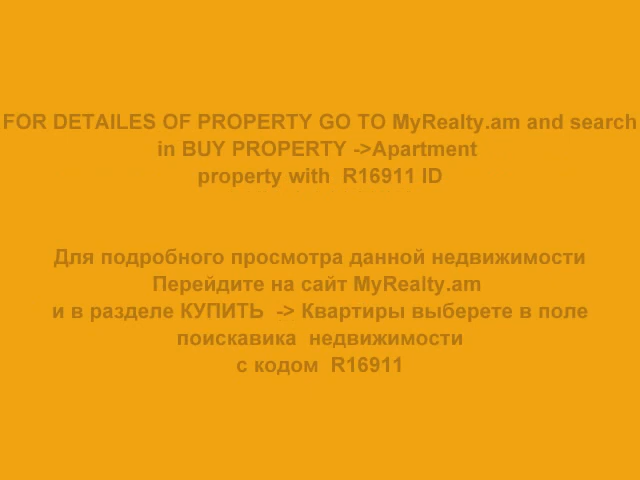 FOR DETAILES OF PROPERTY GO TO MyRealty.am and search
in BUY PROPERTY ->Apartment
property with R16911 ID
Для подробного просмотра данной недвижимости
Перейдите на сайт MyRealty.am
и в разделе КУПИТЬ -> Квартиры выберете в поле
поискавика недвижимости
с кодом R16911